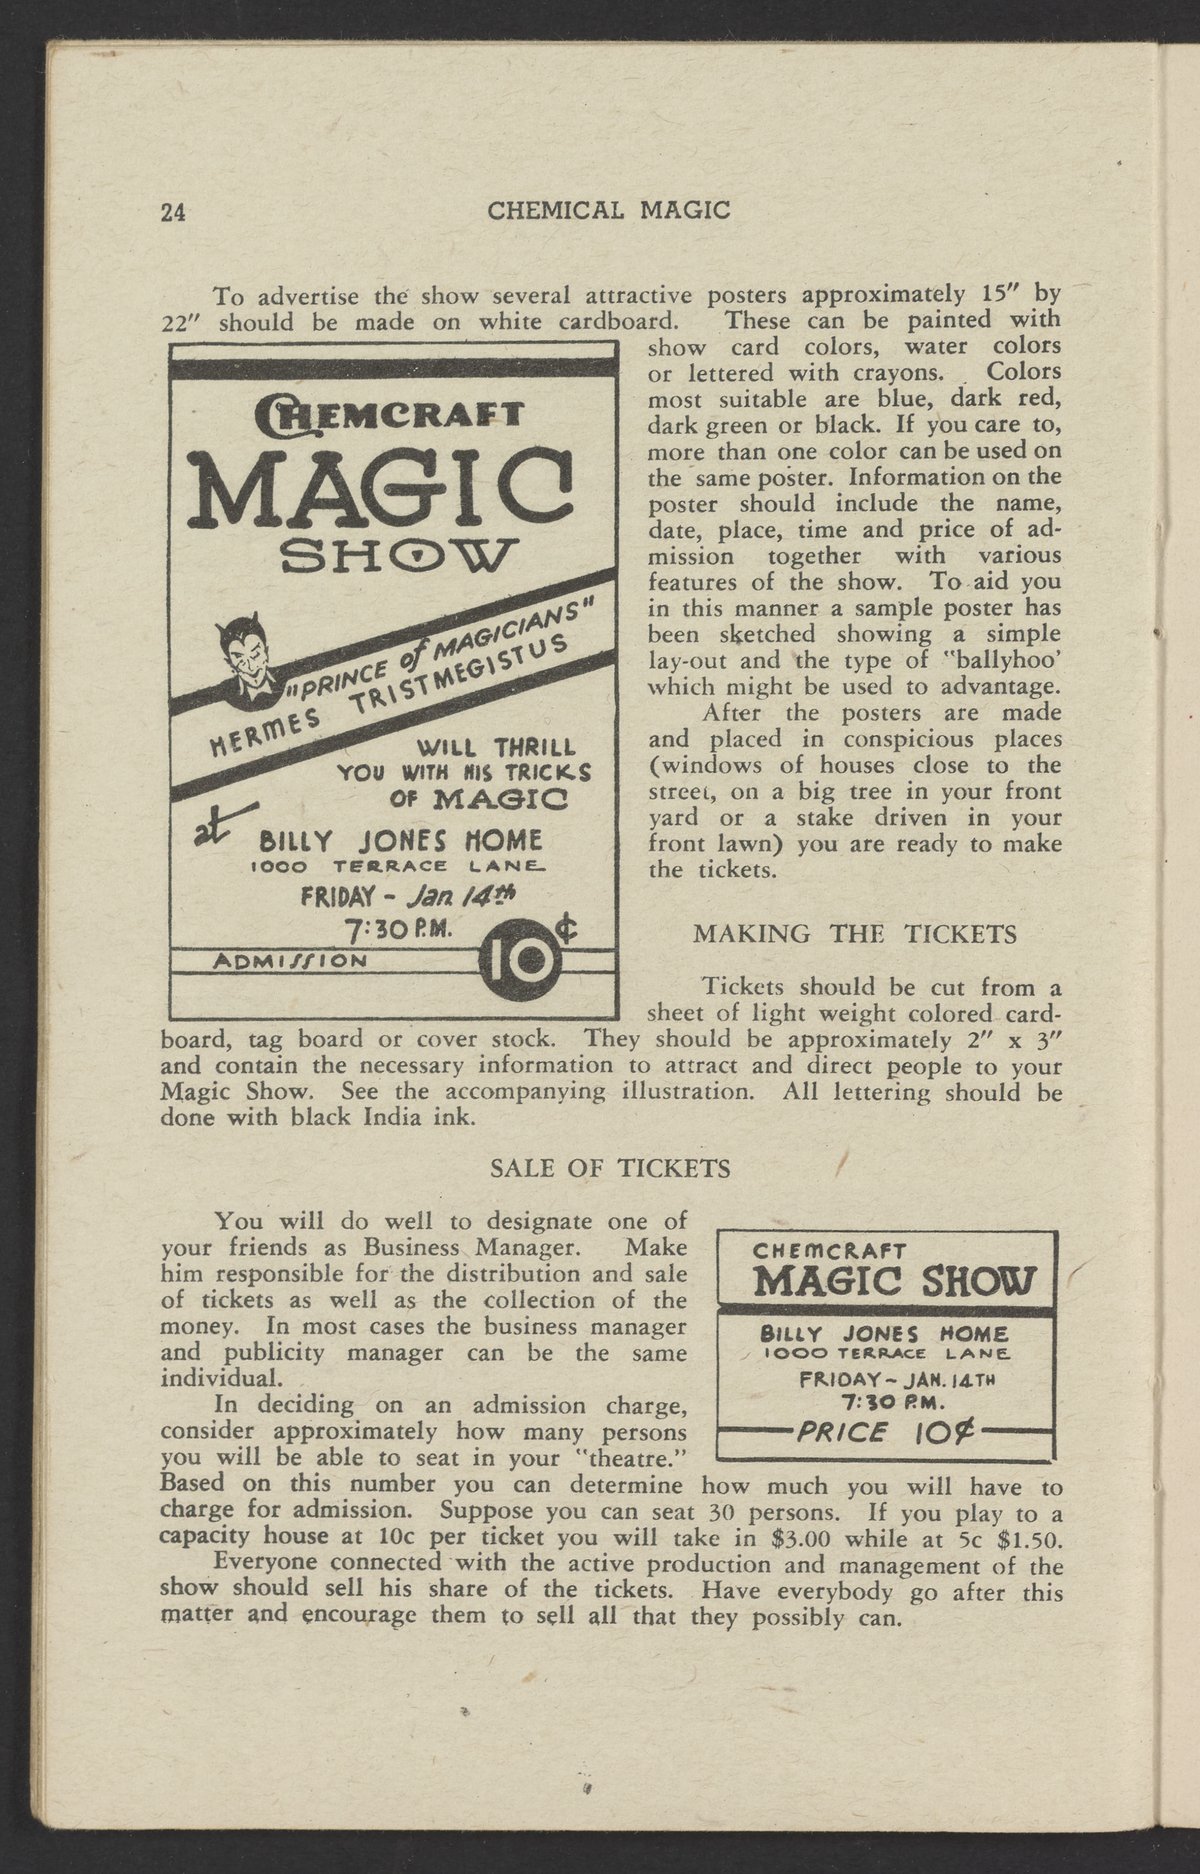 24
CHEMICAL MAGIC
To advertise the show several attractive posters approximately 15" by
22" should be made on white cardboard. These can be painted with
show card colors, water colors
or lettered with crayons. Colors
most suitable are blue, dark red,
dark green or black. If you care to,
more than one color can be used on
the same poster. Information on the
poster should include the name,
date, place, time and price of ad-
mission together with various
features of the show. To aid you
in this manner a sample poster has
been sketched showing a simple
lay-out and the type of "ballyhoo'
which might be used to advantage.
After the posters are made
and placed in conspicious places
(windows of houses close to the
street, on a big tree in your front
yard or a stake driven in your
front lawn) you are ready to make
the tickets.
CHEMCRAFT
MAGIC
SHOW
"PRINCE of MAGICIANS"
HERMES TRISTMEGISTUS
WILL THRILL
YOU WITH HIS TRICKS
OF MAGIC
at
BILLY JONES HOME
1000 TERRACE LANE
FRIDAY - Jan. 14th
7:30 P.M.
ADMISSION 10¢
MAKING THE TICKETS
Tickets should be cut from a
sheet of light weight colored card-
board, tag board or cover stock. They should be approximately 2" x 3"
and contain the necessary information to attract and direct people to your
Magic Show. See the accompanying illustration. All lettering should be
done with black India ink.
SALE OF TICKETS
You will do well to designate one of
your friends as Business Manager. Make
him responsible for the distribution and sale
of tickets as well as the collection of the
money. In most cases the business manager
and publicity manager can be the same
individual.
In deciding on an admission charge,
consider approximately how many persons
you will be able to seat in your "theatre."
Based on this number you can determine how much you will have to
charge for admission. Suppose you can seat 30 persons. If you play to a
capacity house at 10c per ticket you will take in $3.00 while at 5c $1.50.
Everyone connected with the active production and management of the
show should sell his share of the tickets. Have everybody go after this
matter and encourage them to sell all that they possibly can.
CHEMCRAFT
MAGIC SHOW
BILLY JONES HOME
1000 TERRACE LANE
FRIDAY ~ JAN. 14TH
7:30 P.M.
PRICE 10¢